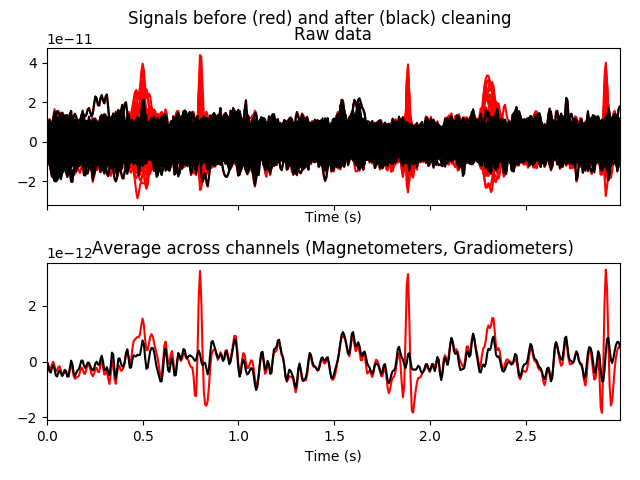 Signals before (red) and after (black) cleaning
Raw data
1e−11
4
2
0
−2
Time (s)
Average across channels (Magnetometers, Gradiometers)
1e−12
2
0
−2
0.0 0.5 1.0 1.5 2.0 2.5
Time (s)